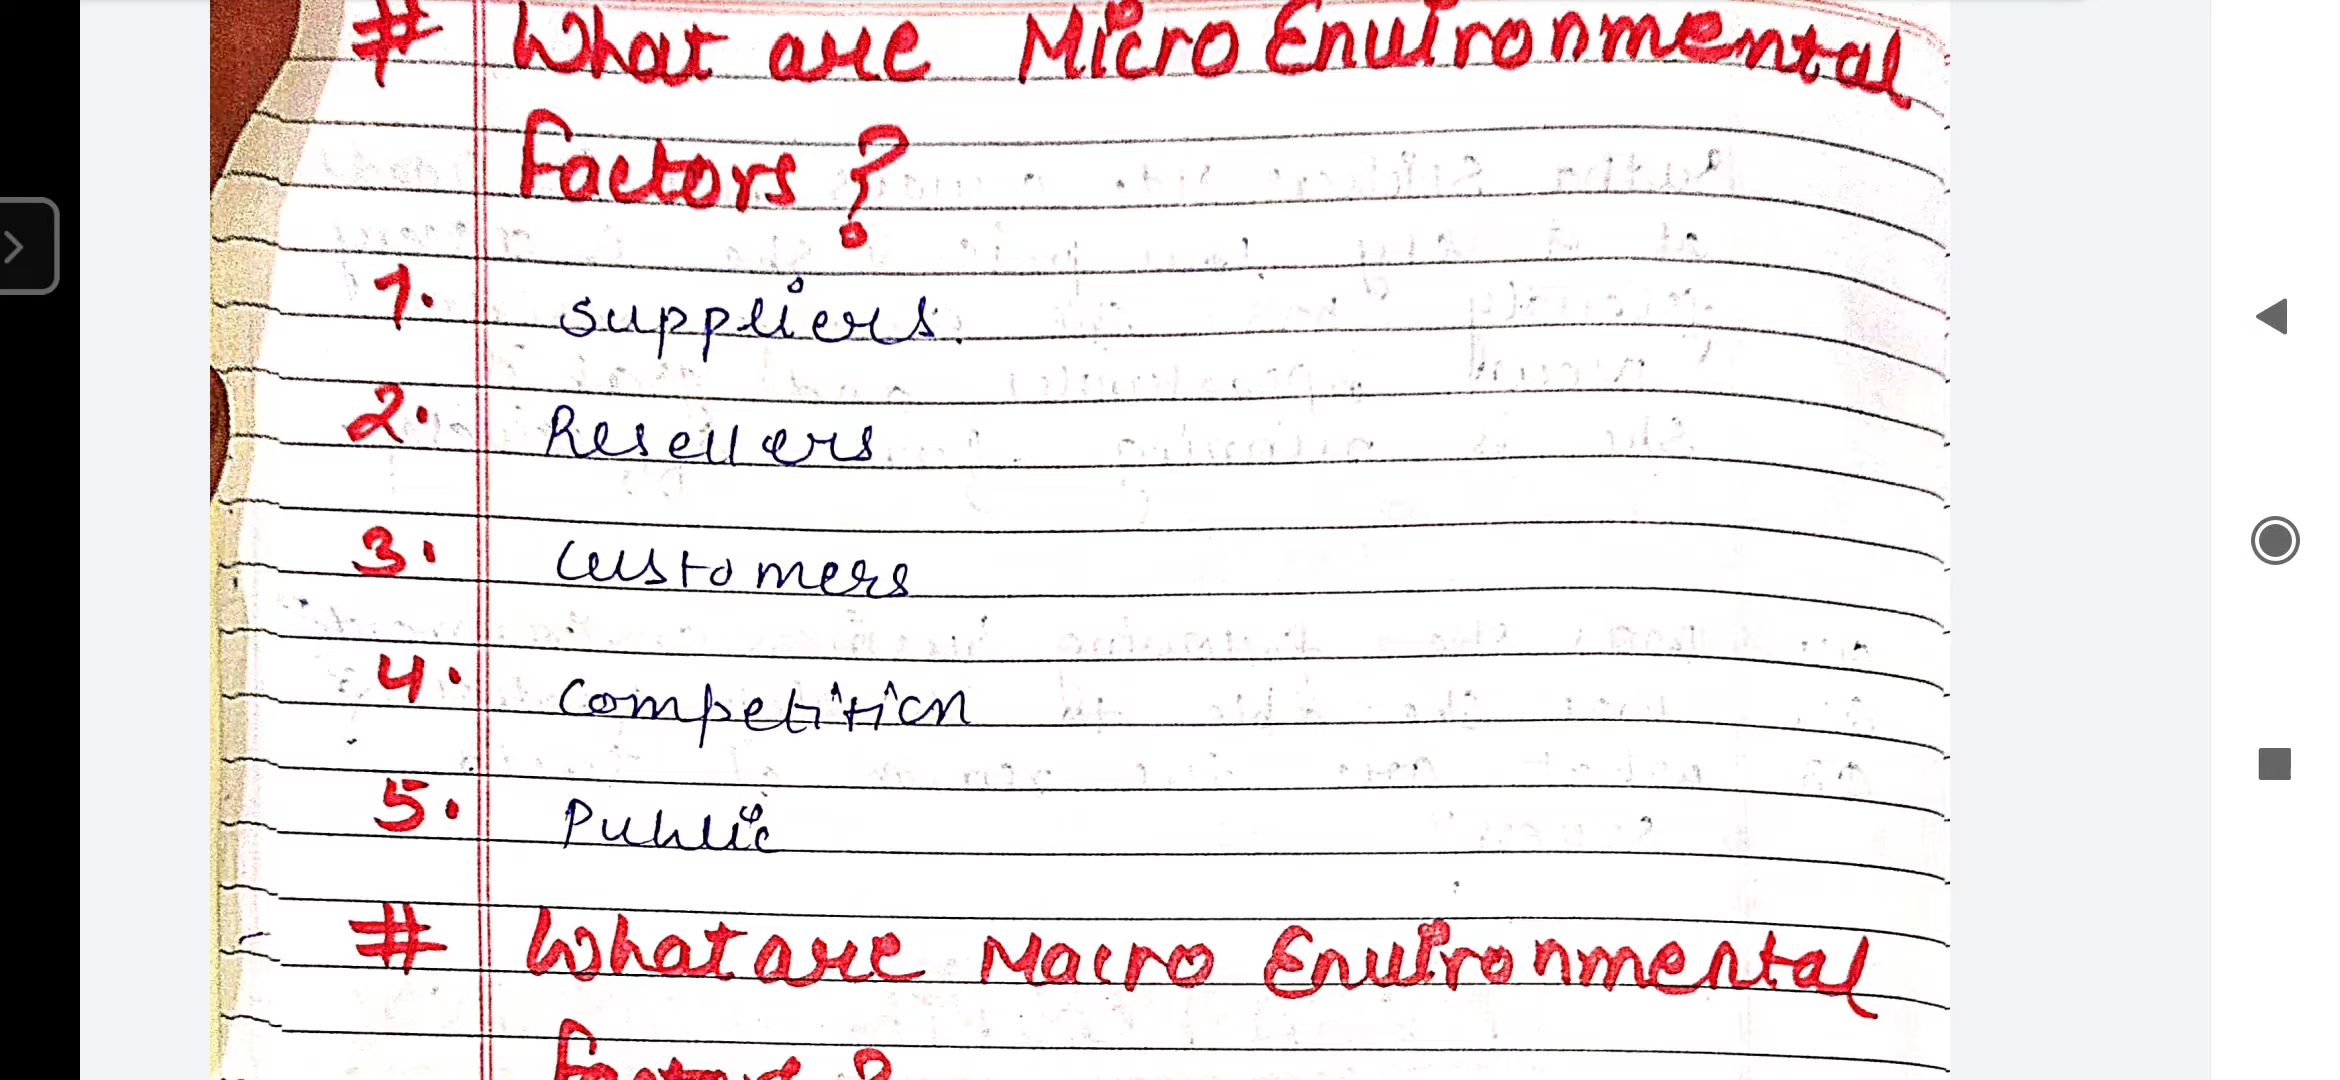 # What are Micro Environmental
Factors?
1. Suppliers.
2. Resellers
3. Customers
4. Competition
5. Public
# What are Macro Environmental
Factors?